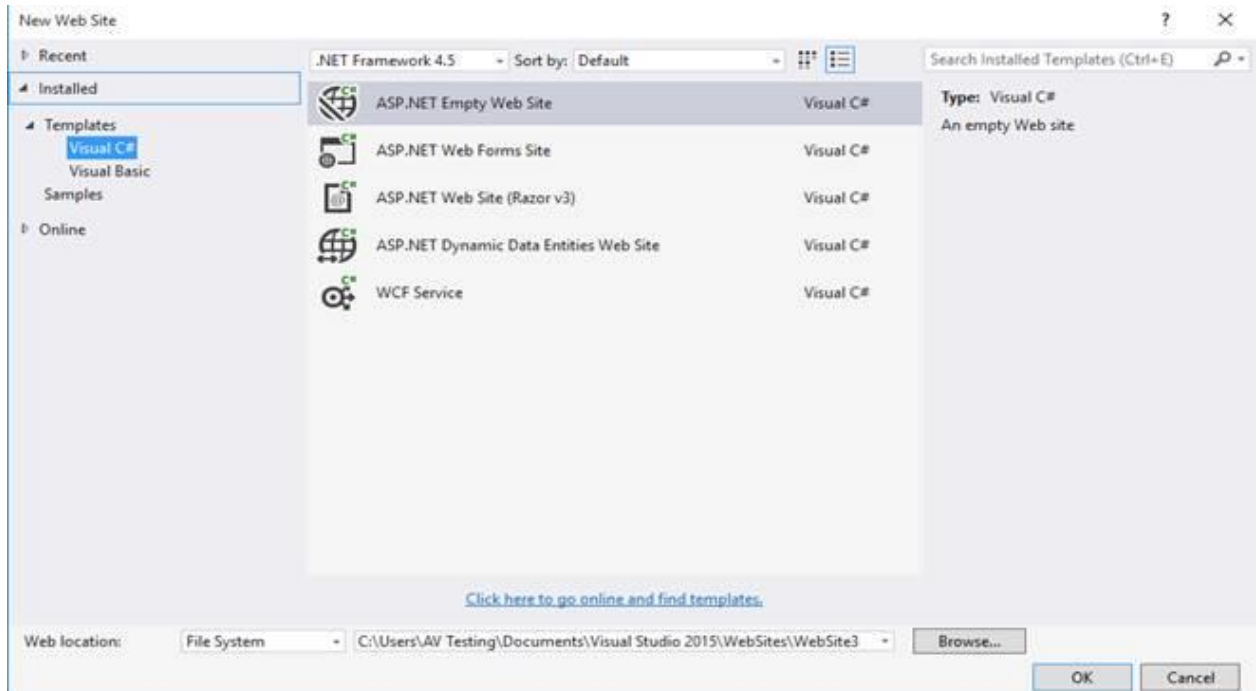 New Web Site ? ×
Recent
Installed
Templates
Visual C#
Visual Basic
Samples
Online
.NET Framework 4.5 Sort by: Default
ASP.NET Empty Web Site Visual C#
ASP.NET Web Forms Site Visual C#
ASP.NET Web Site (Razor v3) Visual C#
ASP.NET Dynamic Data Entities Web Site Visual C#
WCF Service Visual C#
Click here to go online and find templates.
Search Installed Templates (Ctrl+E)
Type: Visual C#
An empty Web site
Web location: File System C:\Users\AV Testing\Documents\Visual Studio 2015\WebSites\WebSite3 Browse...
OK Cancel